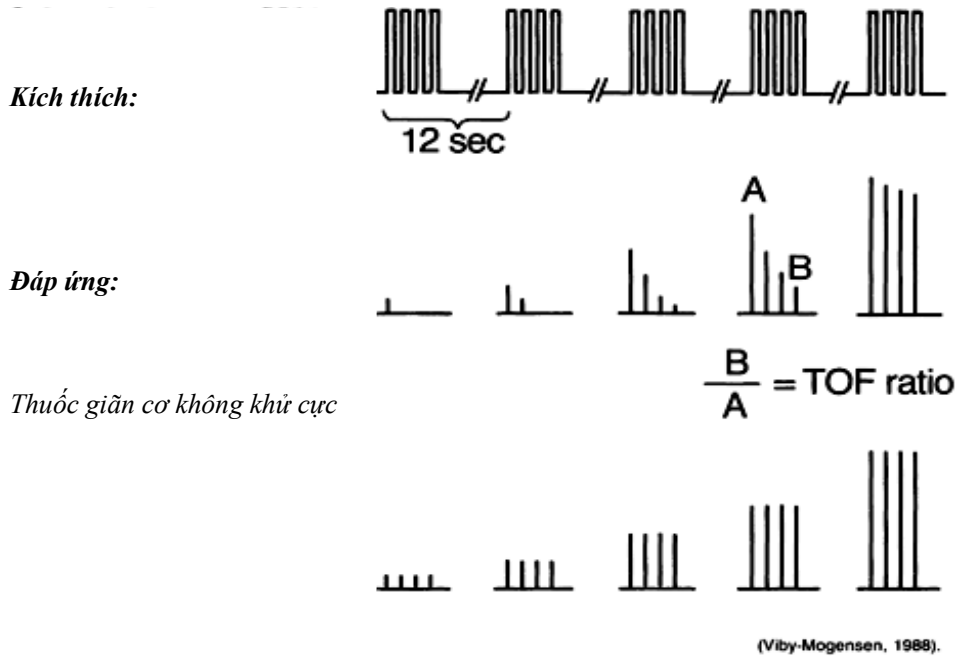 Kích thích:
12 sec
A
B
Đáp ứng:
B
A
= TOF ratio
Thuốc giãn cơ không khử cực
(Viby-Mogensen, 1988).